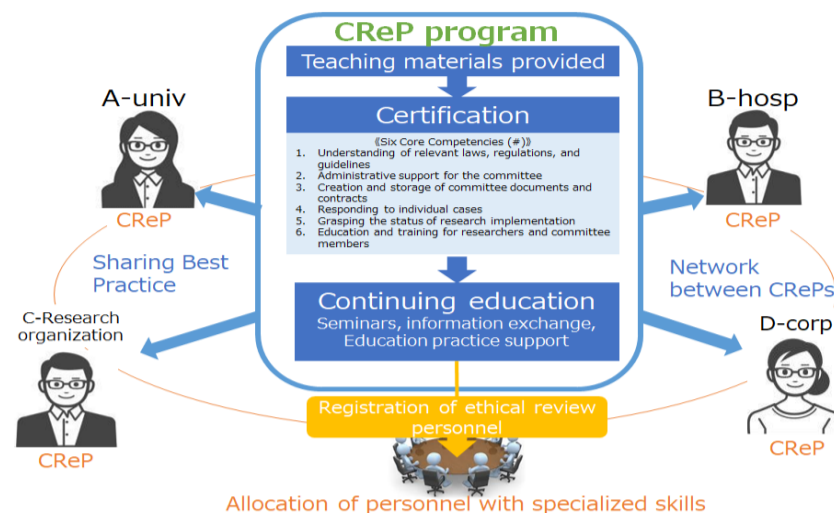 CReP program
Teaching materials provided
A-univ
B-hosp
Certification
⟪Six Core Competencies (#)⟫
1. Understanding of relevant laws, regulations, and
guidelines
2. Administrative support for the committee
3. Creation and storage of committee documents and
contracts
4. Responding to individual cases
5. Grasping the status of research implementation
6. Education and training for researchers and committee
members
CReP
CReP
Sharing Best
Practice
Network
between CRePs
Continuing education
Seminars, information exchange,
Education practice support
C-Research
organization
D-corp
CReP
CReP
Registration of ethical review
personnel
Allocation of personnel with specialized skills